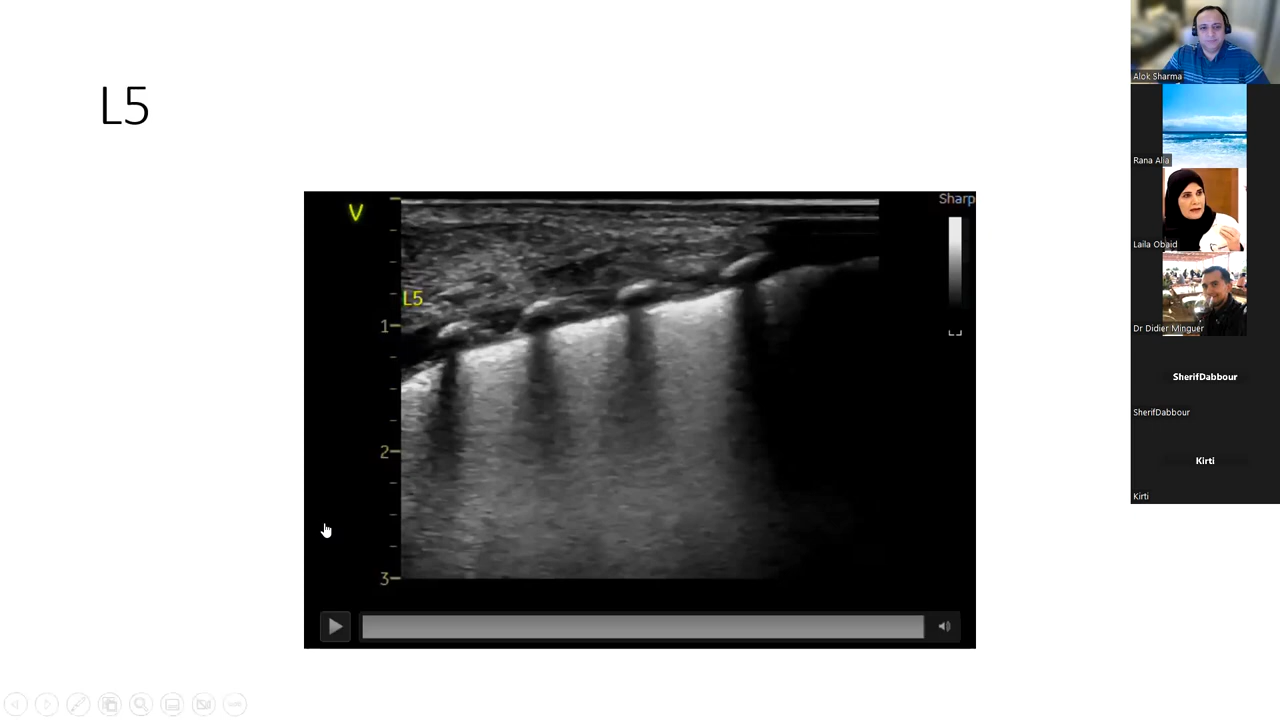 L5
V
Sharp
L5
1
2
3
Alok Sharma
Rana Alia
Laila Obaid
Dr Didier Minguer
SherifDabbour
SherifDabbour
Kirti
Kirti